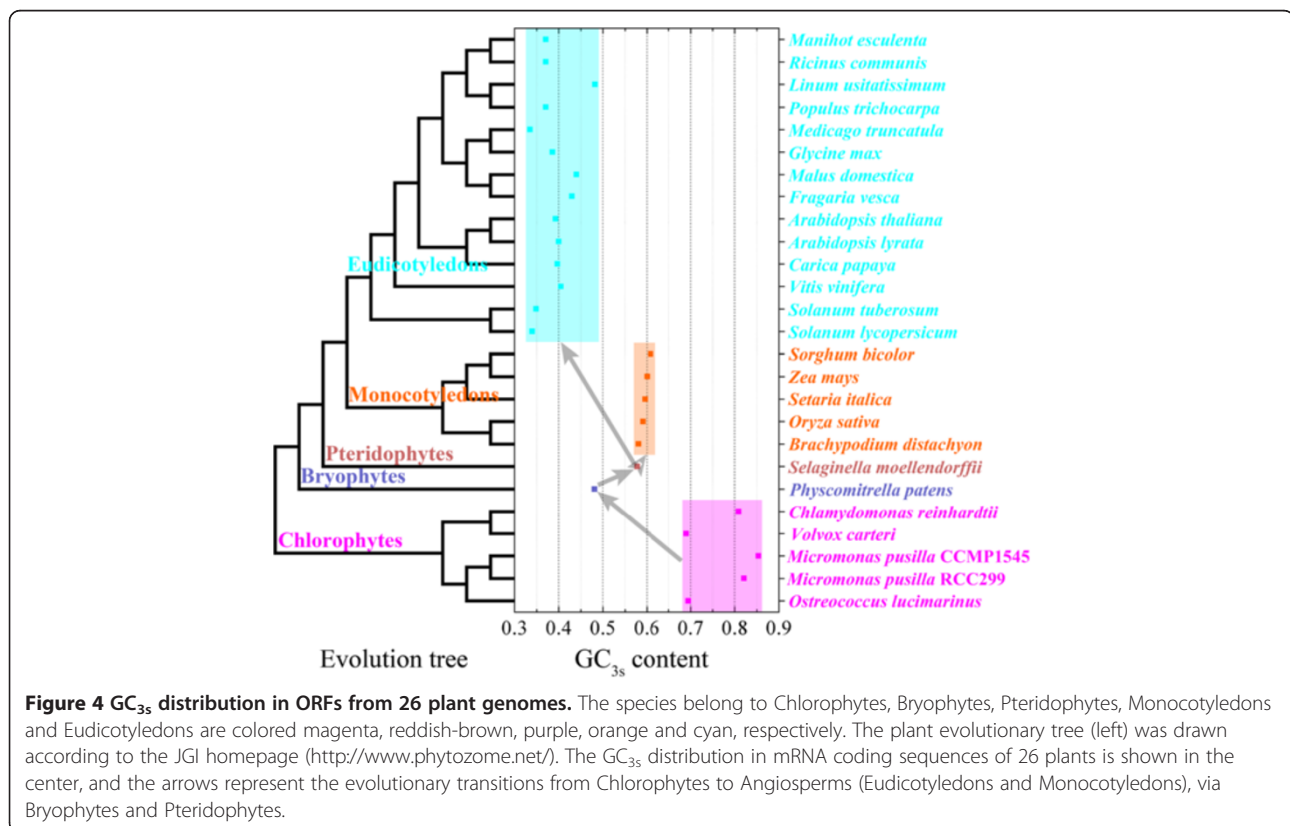 Manihot esculenta
Ricinus communis
Linum usitatissimum
Populus trichocarpa
Medicago truncatula
Glycine max
Malus domestica
Fragaria vesca
Arabidopsis thaliana
Arabidopsis lyrata
Eudicotyledons
Carica papaya
Vitis vinifera
Solanum tuberosum
Solanum lycopersicum
Sorghum bicolor
Zea mays
Monocotyledons
Setaria italica
Oryza sativa
Brachypodium distachyon
Pteridophytes
Selaginella moellendorffii
Bryophytes
Physcomitrella patens
Chlamydomonas reinhardtii
Volvox carteri
Chlorophytes
Micromonas pusilla CCMP1545
Micromonas pusilla RCC299
Ostreococcus lucimarinus
0.3 0.4 0.5 0.6 0.7 0.8 0.9
Evolution tree GC3s content
Figure 4 GC3s distribution in ORFs from 26 plant genomes. The species belong to Chlorophytes, Bryophytes, Pteridophytes, Monocotyledons
and Eudicotyledons are colored magenta, reddish-brown, purple, orange and cyan, respectively. The plant evolutionary tree (left) was drawn
according to the JGI homepage (http://www.phytozome.net/). The GC3s distribution in mRNA coding sequences of 26 plants is shown in the
center, and the arrows represent the evolutionary transitions from Chlorophytes to Angiosperms (Eudicotyledons and Monocotyledons), via
Bryophytes and Pteridophytes.